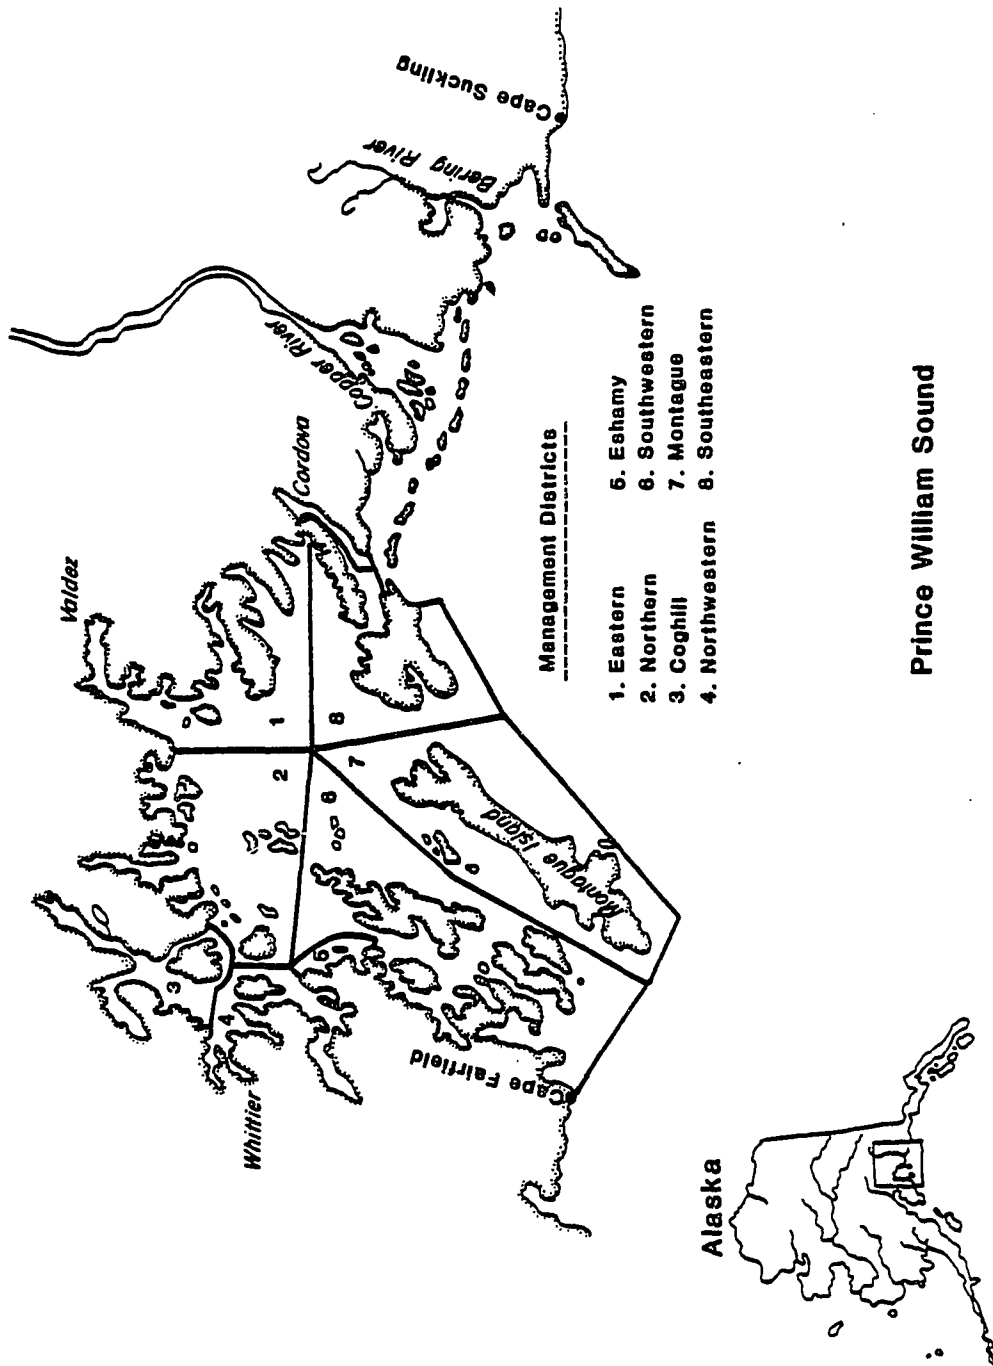 Valdez
Cordova
Copper River
Bering River
Cape Suckling
Whittier
3
4
2
1
5
6
8
7
Montague Island
Cape Fairfield
Management Districts
1. Eastern
2. Northern
3. Coghill
4. Northwestern
5. Eshamy
6. Southwestern
7. Montague
8. Southeastern
Alaska
Prince William Sound